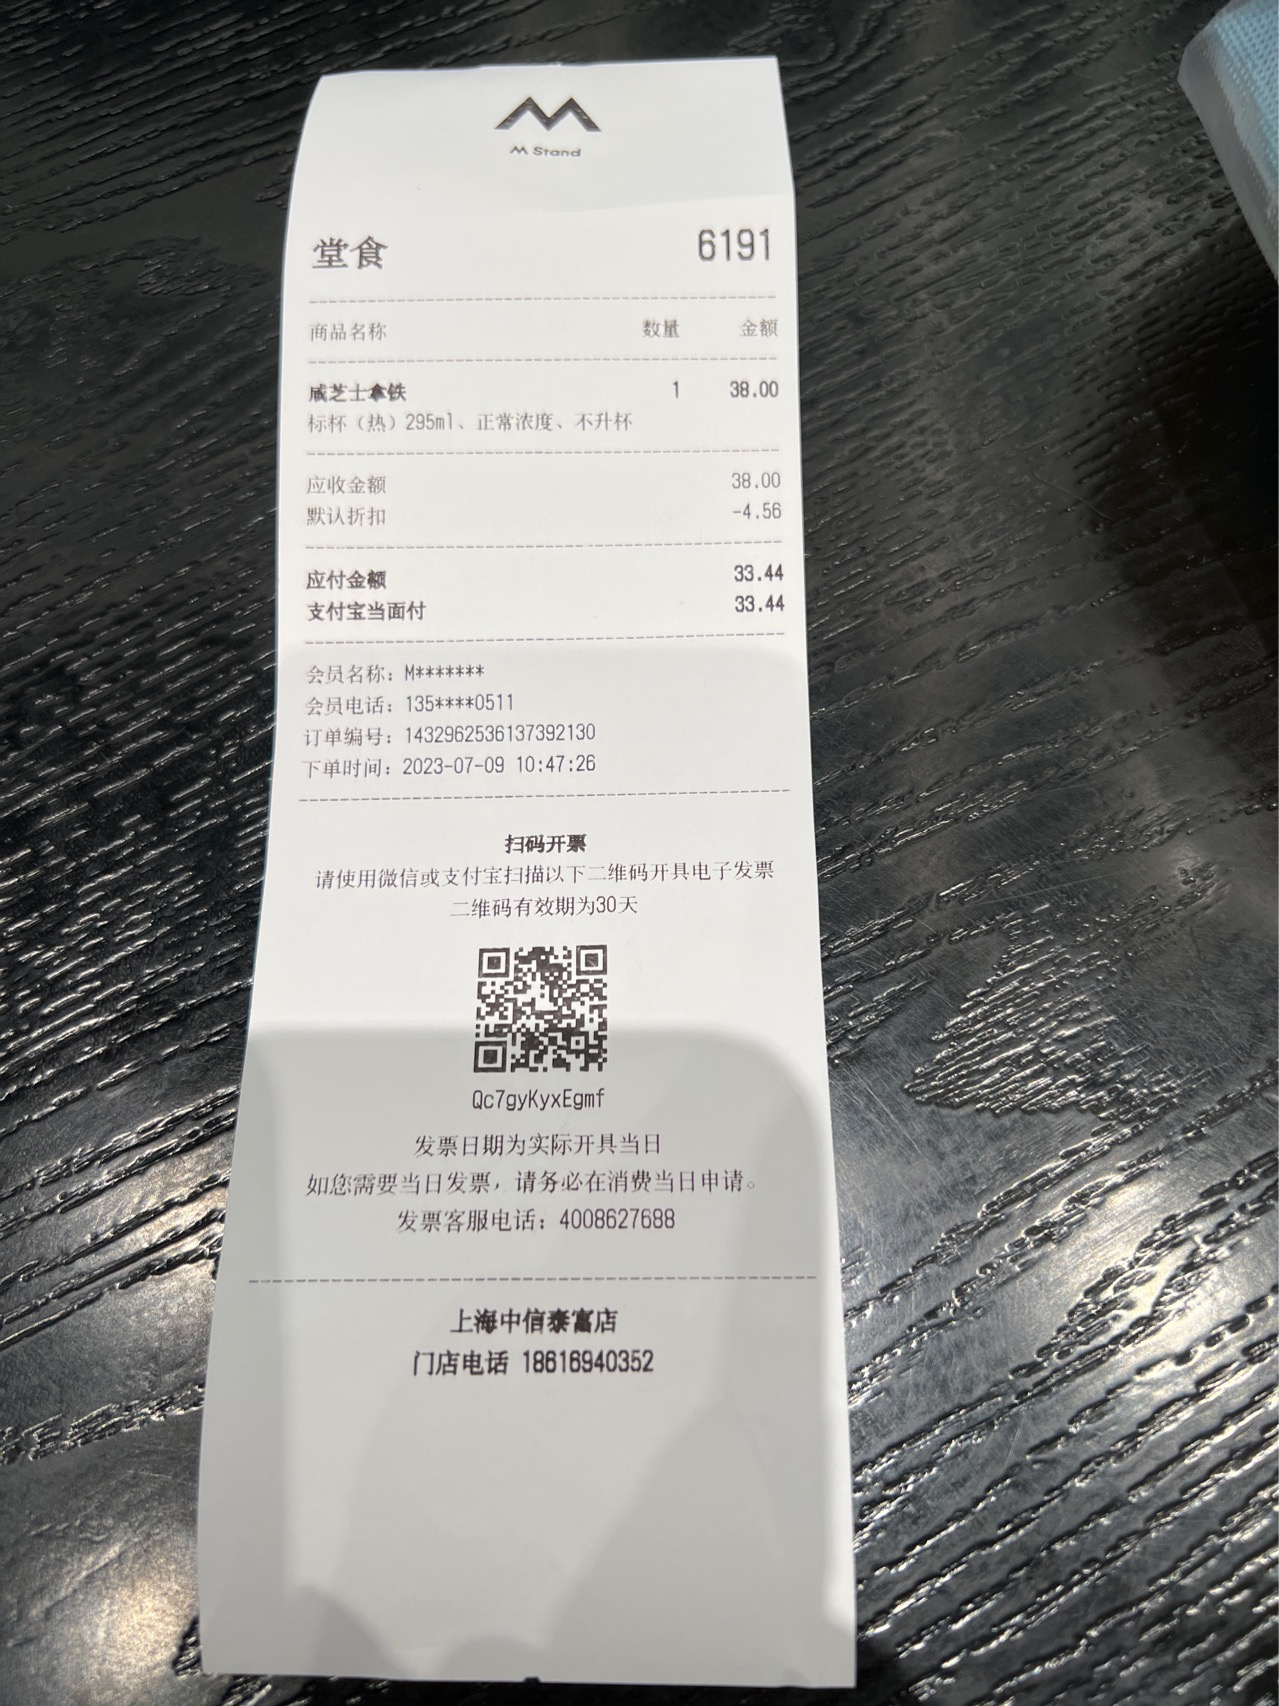 M Stand
堂食 6191
商品名称 数量 金额
咸芝士拿铁 1 38.00
标杯（热）295ml、正常浓度、不升杯
应收金额 38.00
默认折扣 -4.56
应付金额 33.44
支付宝当面付 33.44
会员名称：M*******
会员电话：135****0511
订单编号：1432962536137392130
下单时间：2023-07-09 10:47:26
扫码开票
请使用微信或支付宝扫描以下二维码开具电子发票
二维码有效期为30天
Qc7gyKyxEgmf
发票日期为实际开具当日
如您需要当日发票，请务必在消费当日申请。
发票客服电话：4008627688
上海中信泰富店
门店电话 18616940352